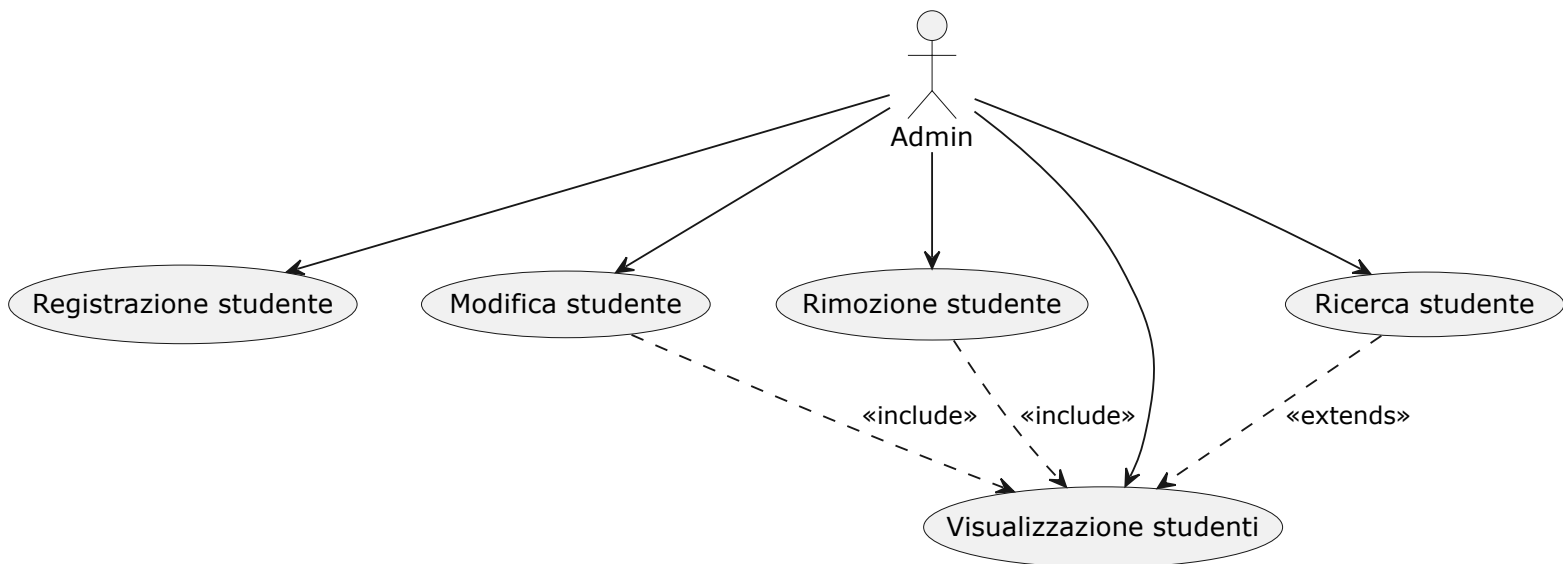 Admin
Registrazione studente
Modifica studente
Rimozione studente
Ricerca studente
«include»
«include»
«extends»
Visualizzazione studenti